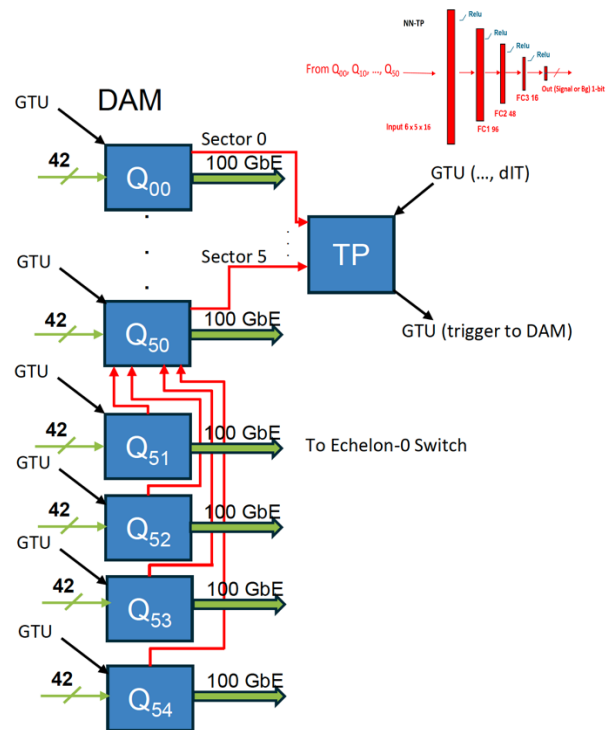 NN-TP
Relu
Relu
Relu
Relu
From Q00, Q10, ..., Q50
Input 6 x 5 x 16
FC1 96
FC2 48
FC3 16
Out (Signal or Bg) 1-bit
DAM
GTU
42
Q00
Sector 0
100 GbE
GTU (..., dIT)
TP
GTU (trigger to DAM)
GTU
42
Q50
Sector 5
100 GbE
GTU
42
Q51
100 GbE
To Echelon-0 Switch
GTU
42
Q52
100 GbE
GTU
42
Q53
100 GbE
GTU
42
Q54
100 GbE